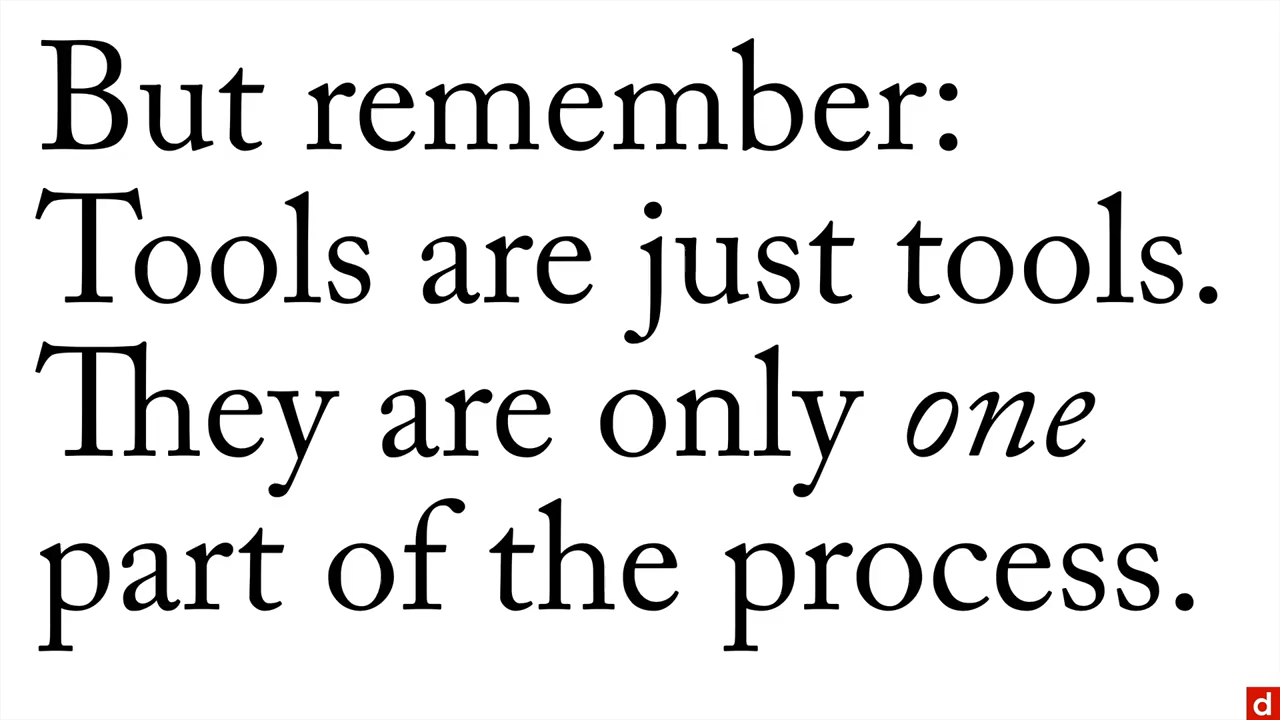 But remember:
Tools are just tools.
They are only one
part of the process.
d